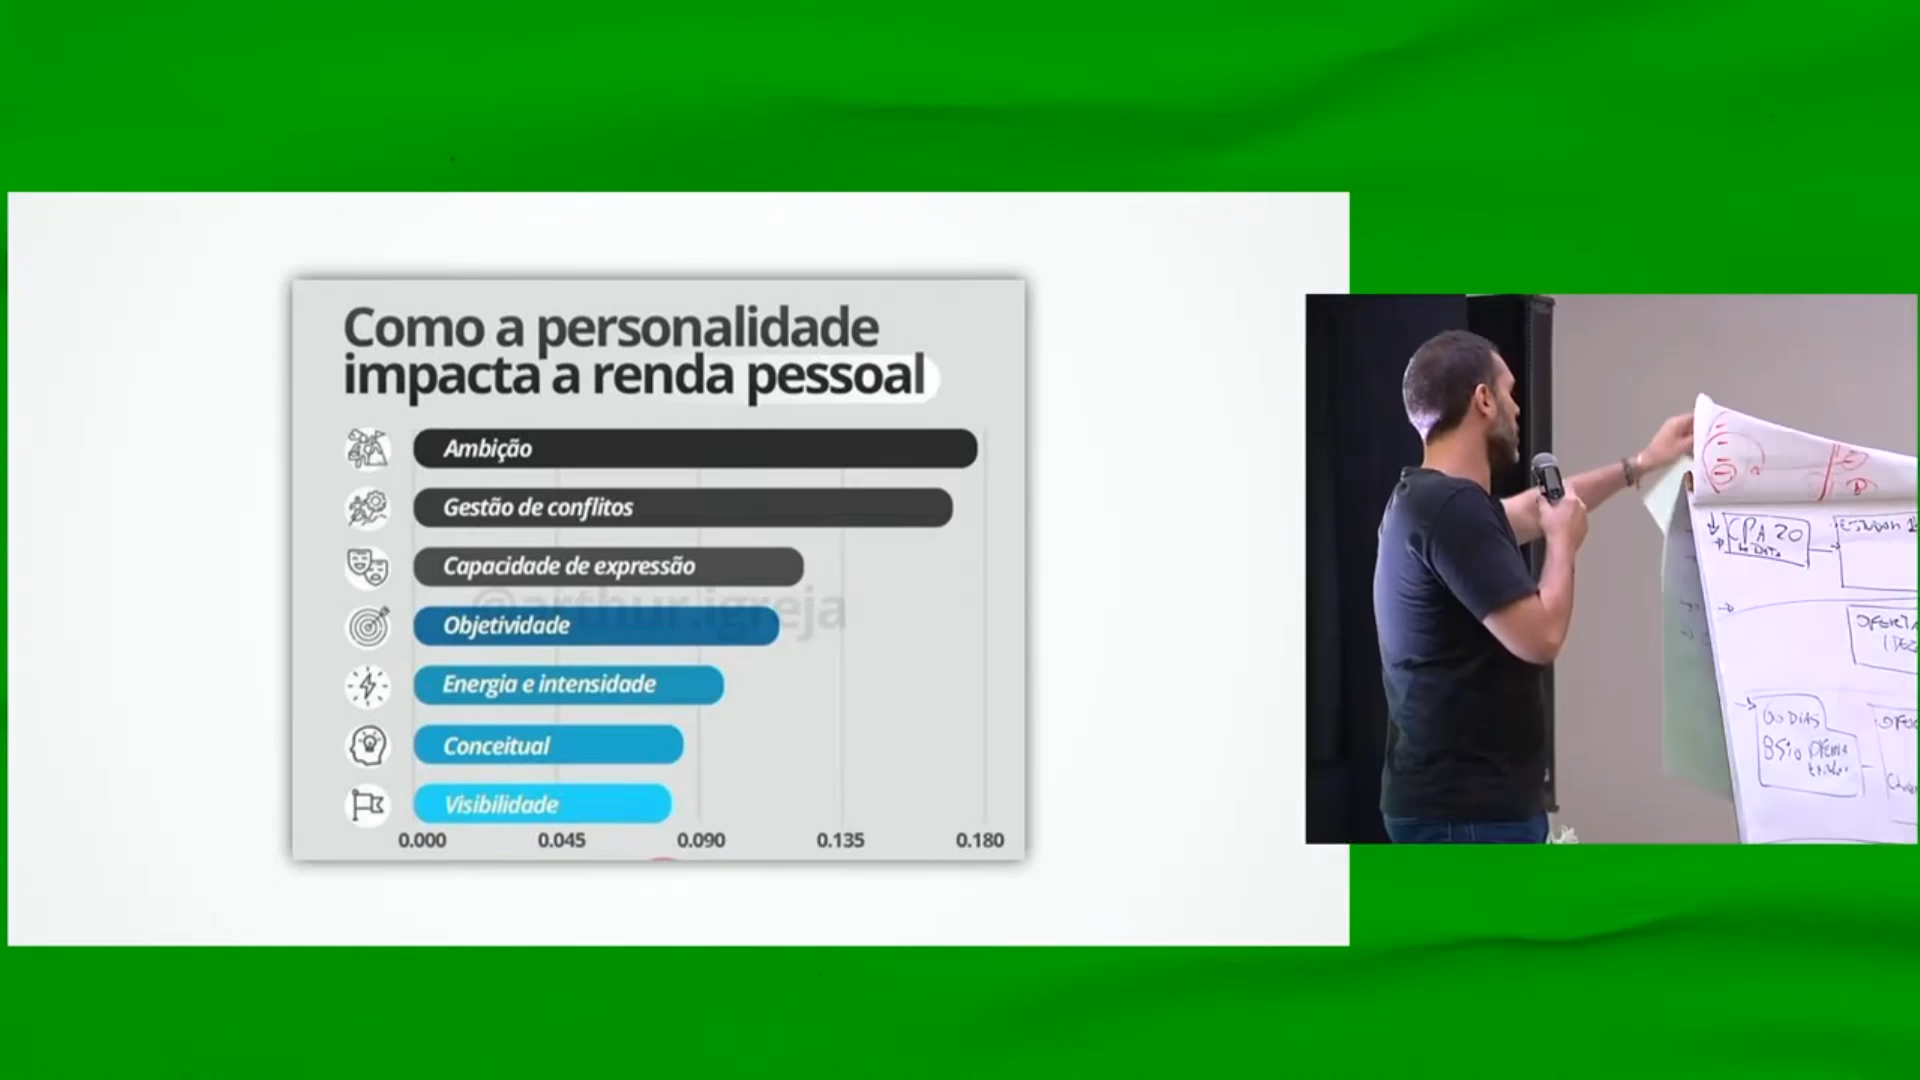 Como a personalidade
impacta a renda pessoal
Ambição
Gestão de conflitos
Capacidade de expressão
@arthur.igreja
Objetividade
Energia e intensidade
Conceitual
Visibilidade
0.000 0.045 0.090 0.135 0.180
CPA 20
60 DIAS